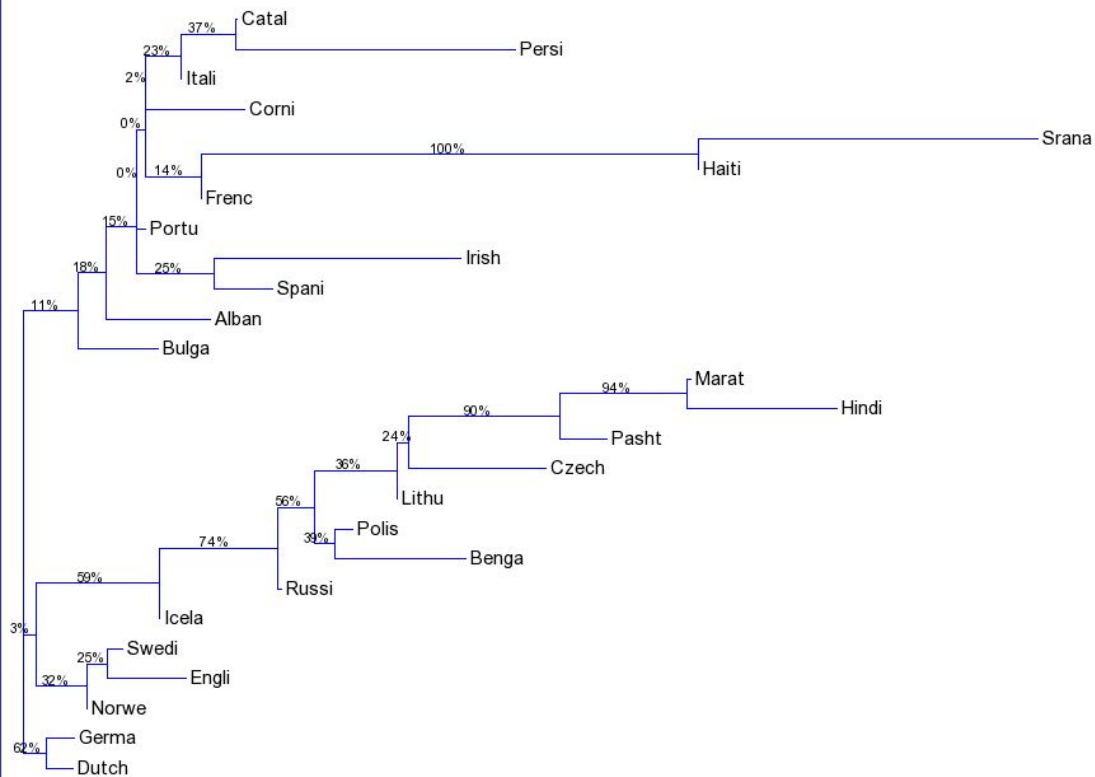 Catal
37%
Persi
23%
Itali
2%
Corni
0%
Srana
100%
Haiti
14%
0%
Frenc
15%
Portu
Irish
25%
18%
Spani
11%
Alban
Bulga
Marat
94%
Hindi
90%
Pasht
24%
Czech
36%
Lithu
56%
Polis
39%
74%
Benga
59%
Russi
Icela
3%
Swedi
25%
32%
Engli
Norwe
Germa
62%
Dutch